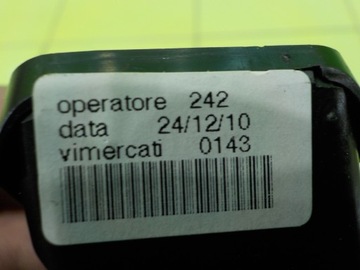 operatore 242
data 24/12/10
vimercati 0143